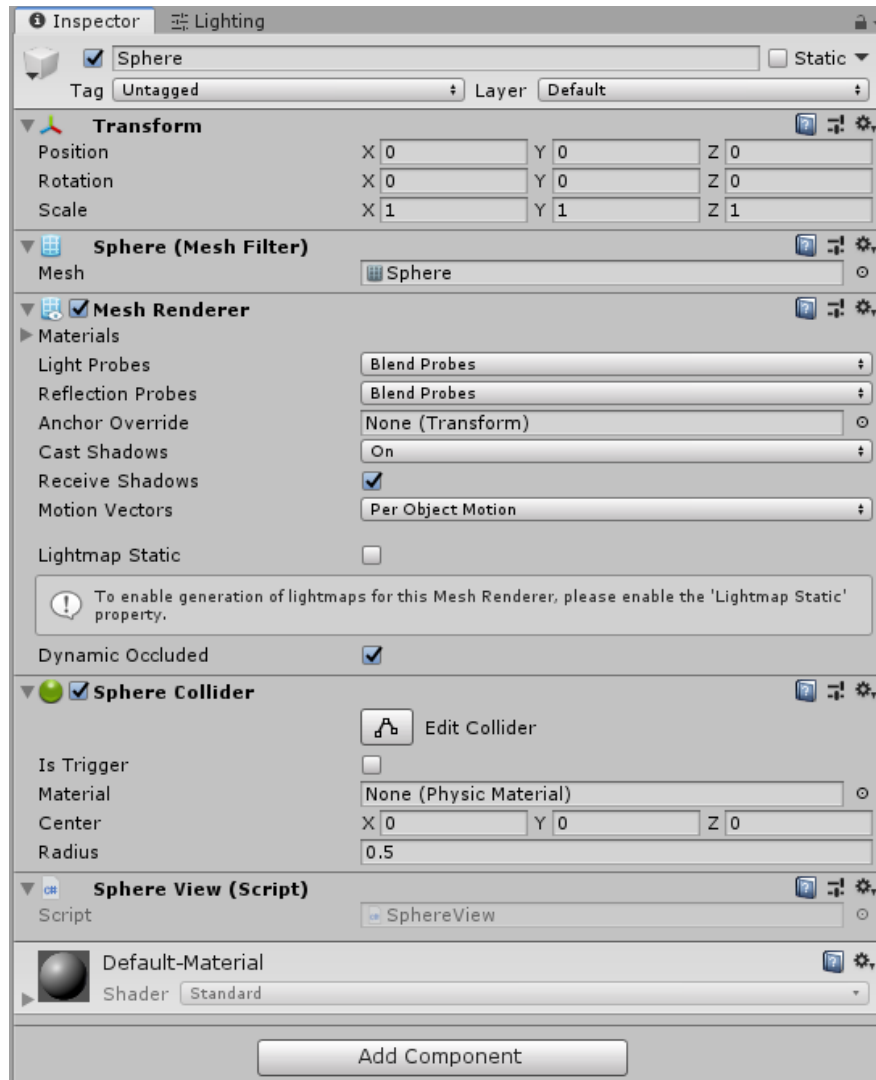 Inspector Lighting
Sphere Static
Tag Untagged Layer Default
Transform
Position X 0 Y 0 Z 0
Rotation X 0 Y 0 Z 0
Scale X 1 Y 1 Z 1
Sphere (Mesh Filter)
Mesh Sphere
Mesh Renderer
Materials
Light Probes Blend Probes
Reflection Probes Blend Probes
Anchor Override None (Transform)
Cast Shadows On
Receive Shadows
Motion Vectors Per Object Motion
Lightmap Static
To enable generation of lightmaps for this Mesh Renderer, please enable the 'Lightmap Static'
property.
Dynamic Occluded
Sphere Collider
Edit Collider
Is Trigger
Material None (Physic Material)
Center X 0 Y 0 Z 0
Radius 0.5
c# Sphere View (Script)
Script SphereView
Default-Material
Shader Standard
Add Component